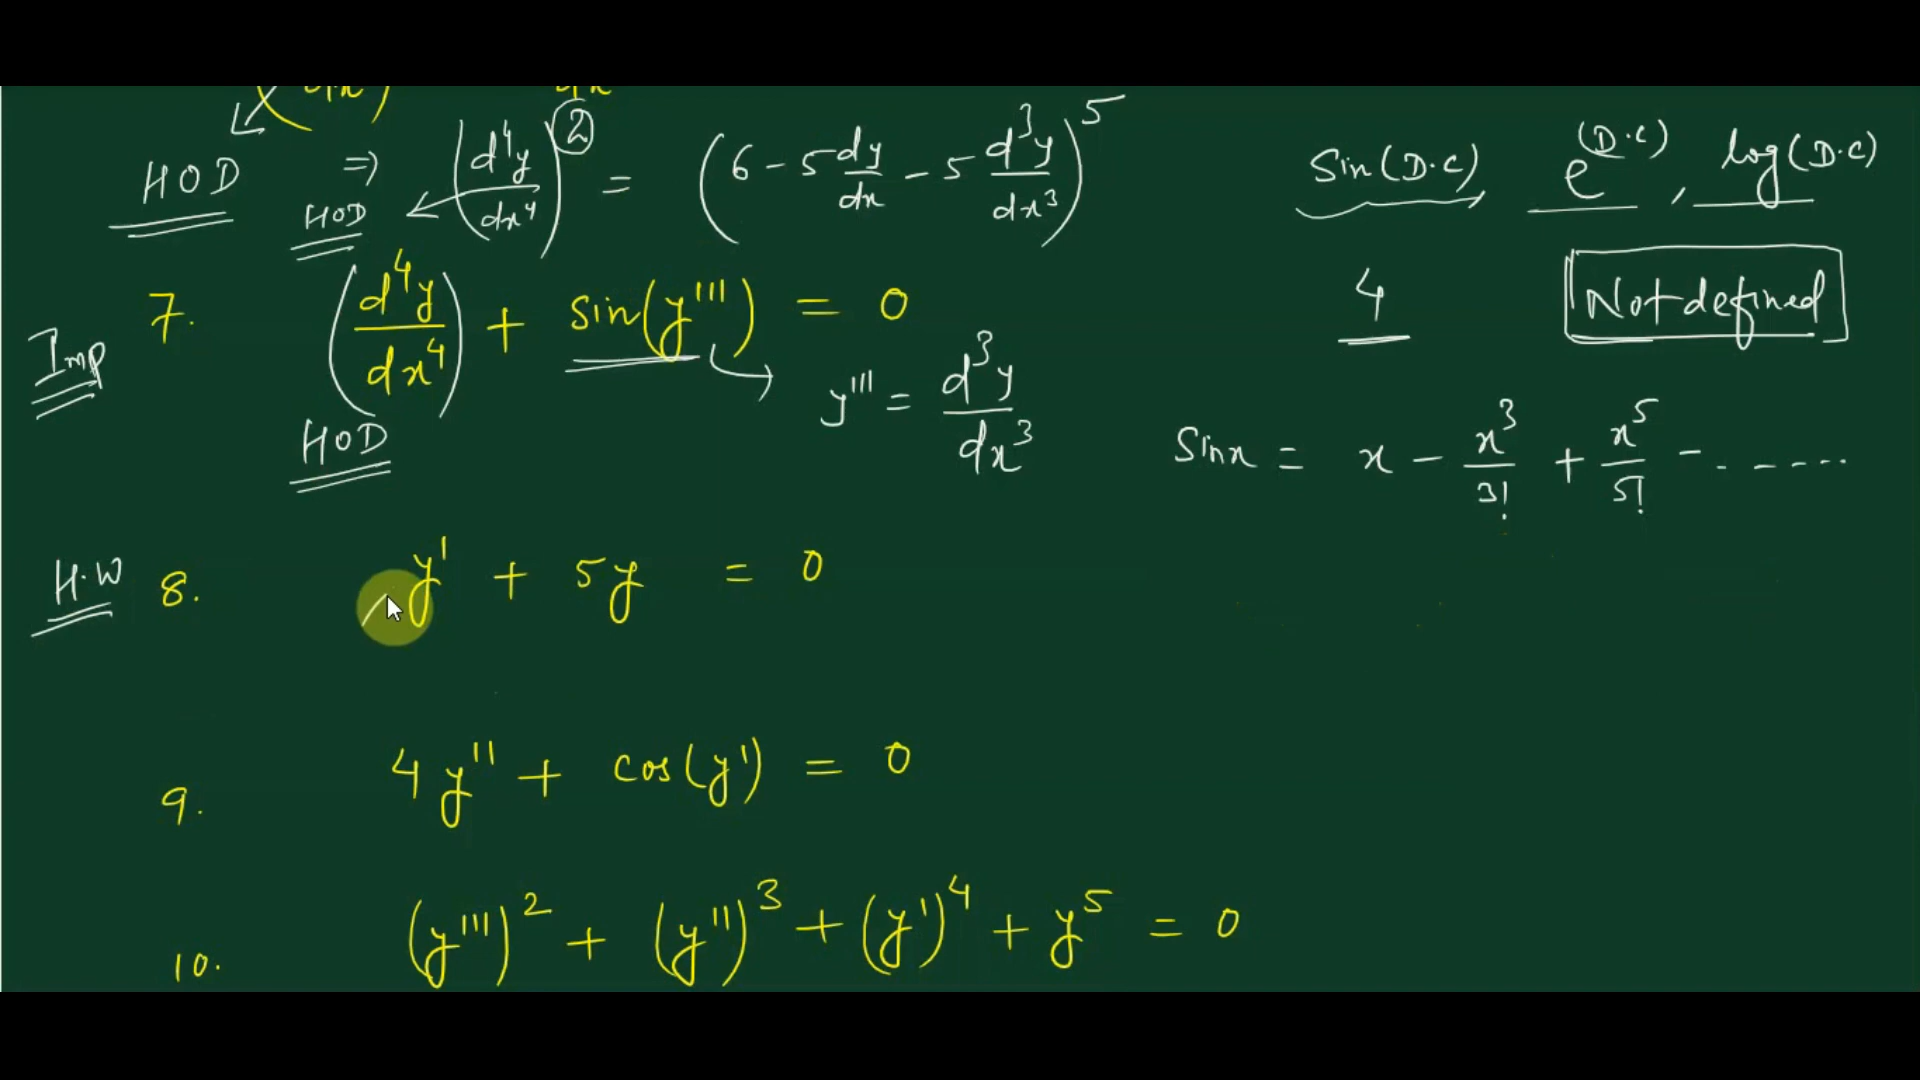 HOD ⇒ (d⁴y/dx⁴)² = (6 - 5 dy/dx - 5 d³y/dx³)⁵
HOD
Sin(D.C) e^(D.C) , log(D.C)
7. (d⁴y/dx⁴) + sin(y''') = 0
4 Not defined
Imp
y''' = d³y/dx³
HOD
Sinx = x - x³/3! + x⁵/5! - .....
H.W 8. y' + 5y = 0
9. 4y'' + cos(y') = 0
10. (y''')² + (y'')³ + (y')⁴ + y⁵ = 0